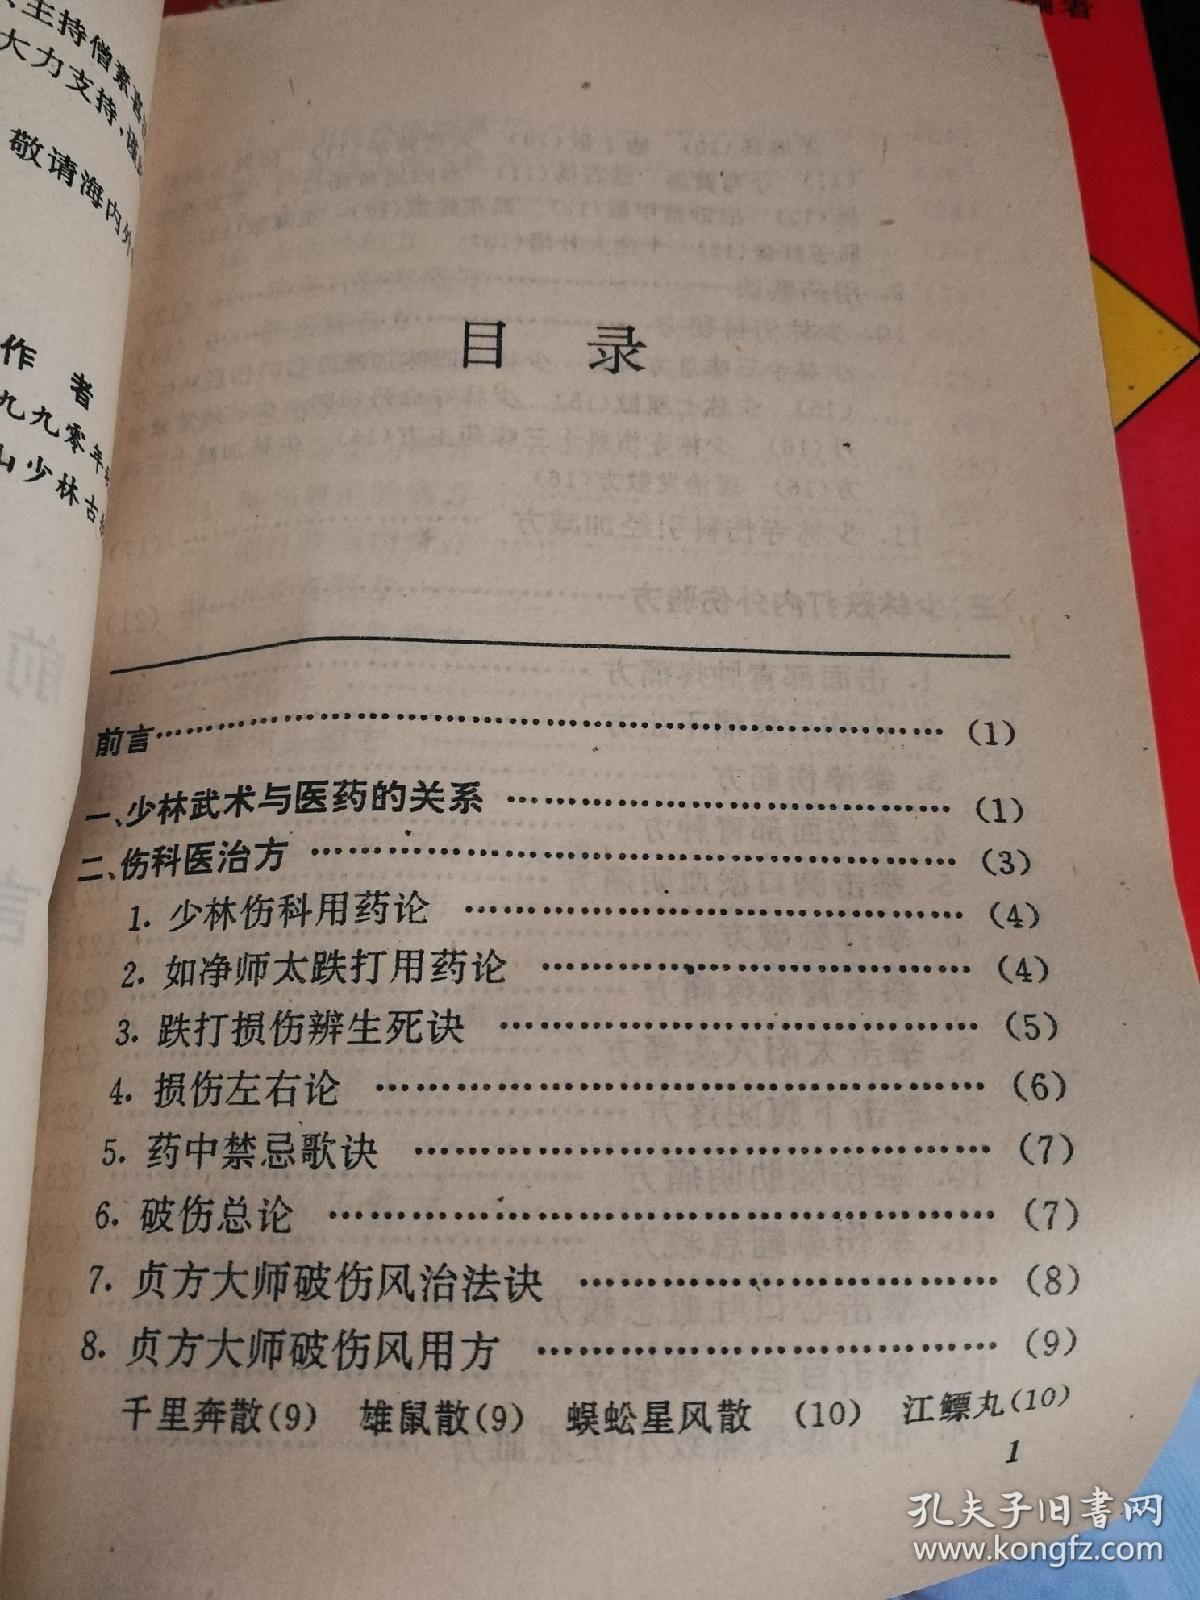 主持僧素喜
大力支持
敬请海内外
作 者
九九零年
山少林古
编著
目 录
前言…………………………………………(1)
一、少林武术与医药的关系 ……………………(1)
二、伤科医治方 ………………………………(3)
1. 少林伤科用药论 ……………………………(4)
2. 如净师太跌打用药论 ………………………(4)
3. 跌打损伤辨生死诀 …………………………(5)
4. 损伤左右论 …………………………………(6)
5. 药中禁忌歌诀 ………………………………(7)
6. 破伤总论 ……………………………………(7)
7. 贞方大师破伤风治法诀 ……………………(8)
8. 贞方大师破伤风用方 ………………………(9)
千里奔散(9) 雄鼠散(9) 蜈蚣星风散 (10) 江鳔丸(10)
1
孔夫子旧书网
www.kongfz.com